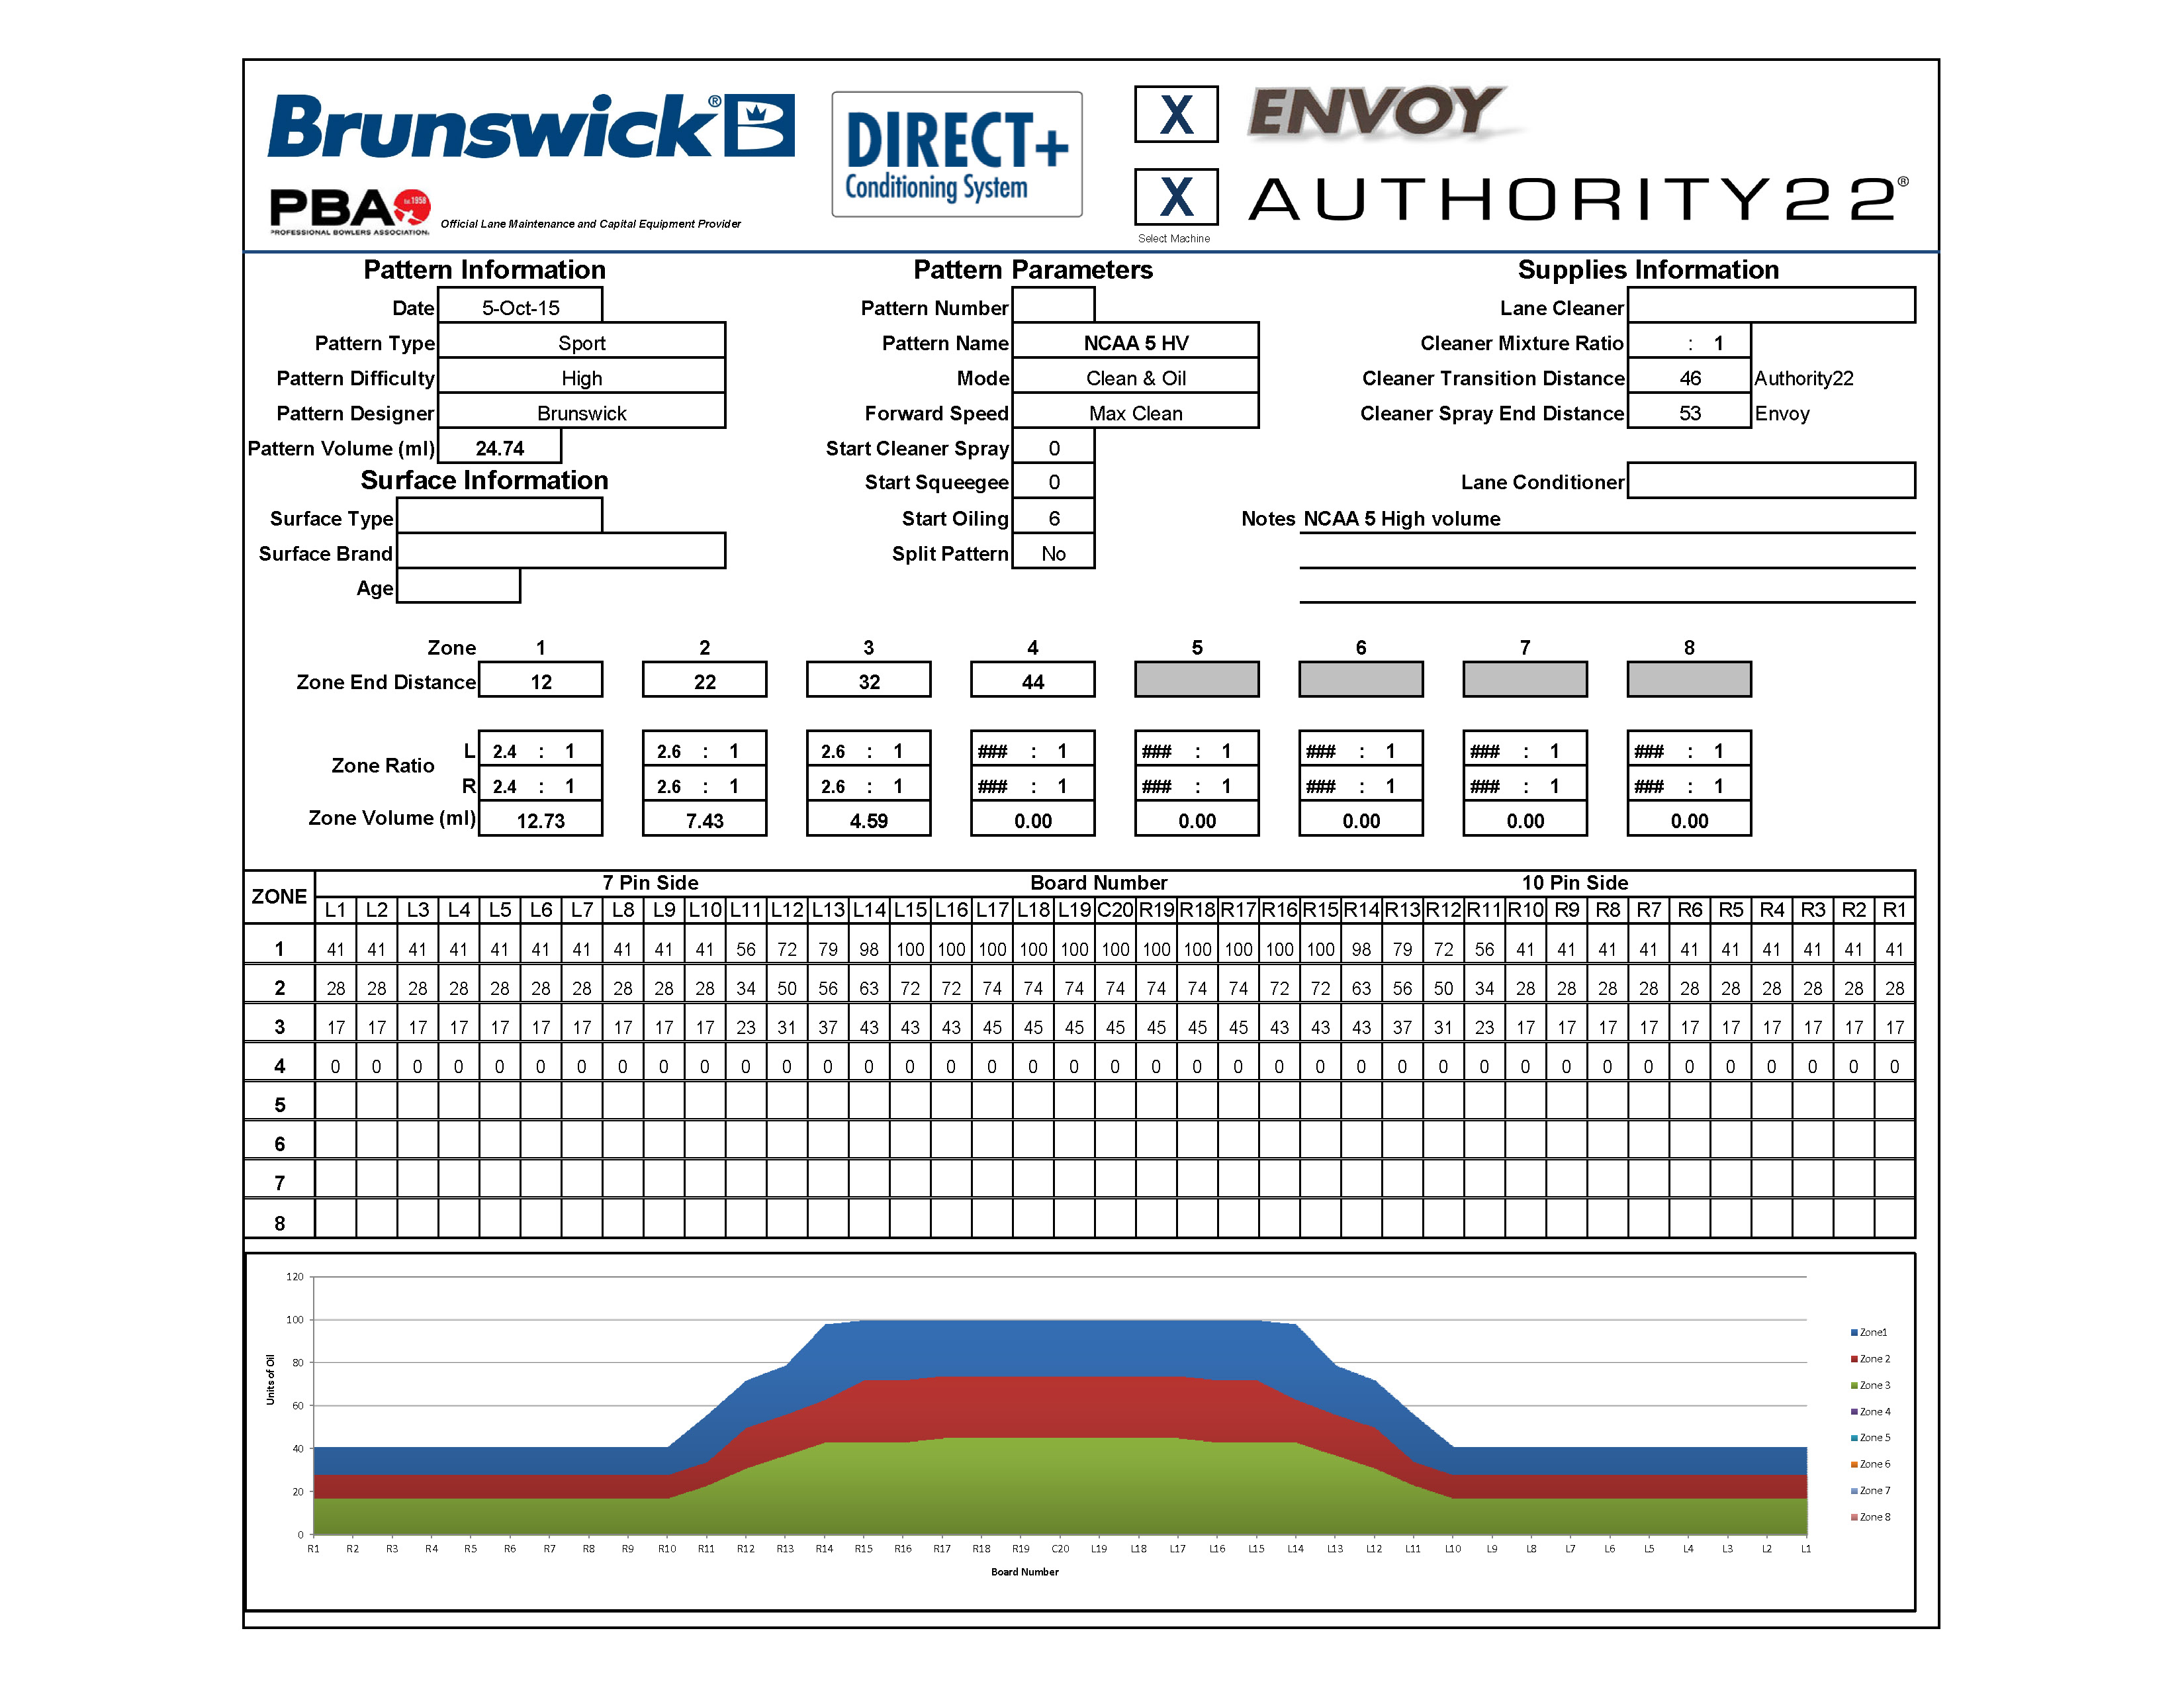 Brunswick® B
DIRECT+
Conditioning System
X ENVOY
X AUTHORITY22®
Select Machine
PBA Est. 1958
PROFESSIONAL BOWLERS ASSOCIATION.
Official Lane Maintenance and Capital Equipment Provider
Pattern Information
Date 5-Oct-15
Pattern Type Sport
Pattern Difficulty High
Pattern Designer Brunswick
Pattern Volume (ml) 24.74
Surface Information
Surface Type
Surface Brand
Age
Pattern Parameters
Pattern Number
Pattern Name NCAA 5 HV
Mode Clean & Oil
Forward Speed Max Clean
Start Cleaner Spray 0
Start Squeegee 0
Start Oiling 6
Split Pattern No
Supplies Information
Lane Cleaner
Cleaner Mixture Ratio : 1
Cleaner Transition Distance 46 Authority22
Cleaner Spray End Distance 53 Envoy
Lane Conditioner
Notes NCAA 5 High volume
Zone 1 2 3 4 5 6 7 8
Zone End Distance 12 22 32 44
Zone Ratio
L 2.4 : 1 2.6 : 1 2.6 : 1 ### : 1 ### : 1 ### : 1 ### : 1 ### : 1
R 2.4 : 1 2.6 : 1 2.6 : 1 ### : 1 ### : 1 ### : 1 ### : 1 ### : 1
Zone Volume (ml) 12.73 7.43 4.59 0.00 0.00 0.00 0.00 0.00
ZONE 7 Pin Side Board Number 10 Pin Side
L1 L2 L3 L4 L5 L6 L7 L8 L9 L10 L11 L12 L13 L14 L15 L16 L17 L18 L19 C20 R19 R18 R17 R16 R15 R14 R13 R12 R11 R10 R9 R8 R7 R6 R5 R4 R3 R2 R1
1 41 41 41 41 41 41 41 41 41 41 56 72 79 98 100 100 100 100 100 100 100 100 100 100 100 98 79 72 56 41 41 41 41 41 41 41 41 41 41
2 28 28 28 28 28 28 28 28 28 28 34 50 56 63 72 72 74 74 74 74 74 74 74 72 72 63 56 50 34 28 28 28 28 28 28 28 28 28 28
3 17 17 17 17 17 17 17 17 17 17 23 31 37 43 43 43 45 45 45 45 45 45 45 43 43 43 37 31 23 17 17 17 17 17 17 17 17 17 17
4 0 0 0 0 0 0 0 0 0 0 0 0 0 0 0 0 0 0 0 0 0 0 0 0 0 0 0 0 0 0 0 0 0 0 0 0 0 0 0
5
6
7
8
Units of Oil
120
100
80
60
40
20
0
R1 R2 R3 R4 R5 R6 R7 R8 R9 R10 R11 R12 R13 R14 R15 R16 R17 R18 R19 C20 L19 L18 L17 L16 L15 L14 L13 L12 L11 L10 L9 L8 L7 L6 L5 L4 L3 L2 L1
Board Number
Zone1
Zone 2
Zone 3
Zone 4
Zone 5
Zone 6
Zone 7
Zone 8